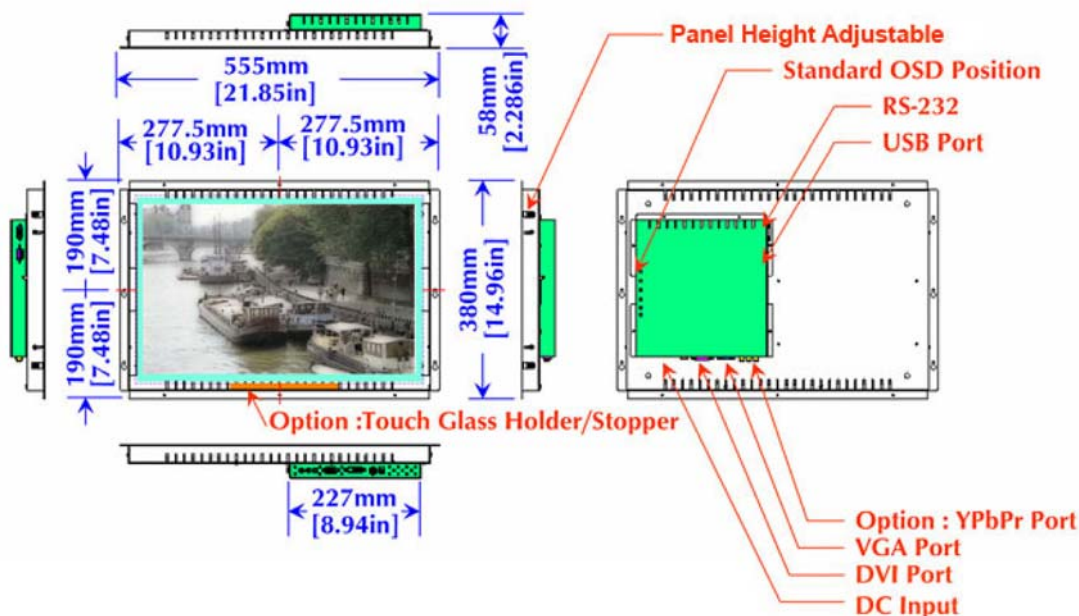 Panel Height Adjustable
Standard OSD Position
555mm
[21.85in]
58mm
[2.286in]
RS-232
277.5mm
[10.93in]
277.5mm
[10.93in]
USB Port
190mm
[7.48in]
190mm
[7.48in]
380mm
[14.96in]
Option :Touch Glass Holder/Stopper
227mm
[8.94in]
Option : YPbPr Port
VGA Port
DVI Port
DC Input